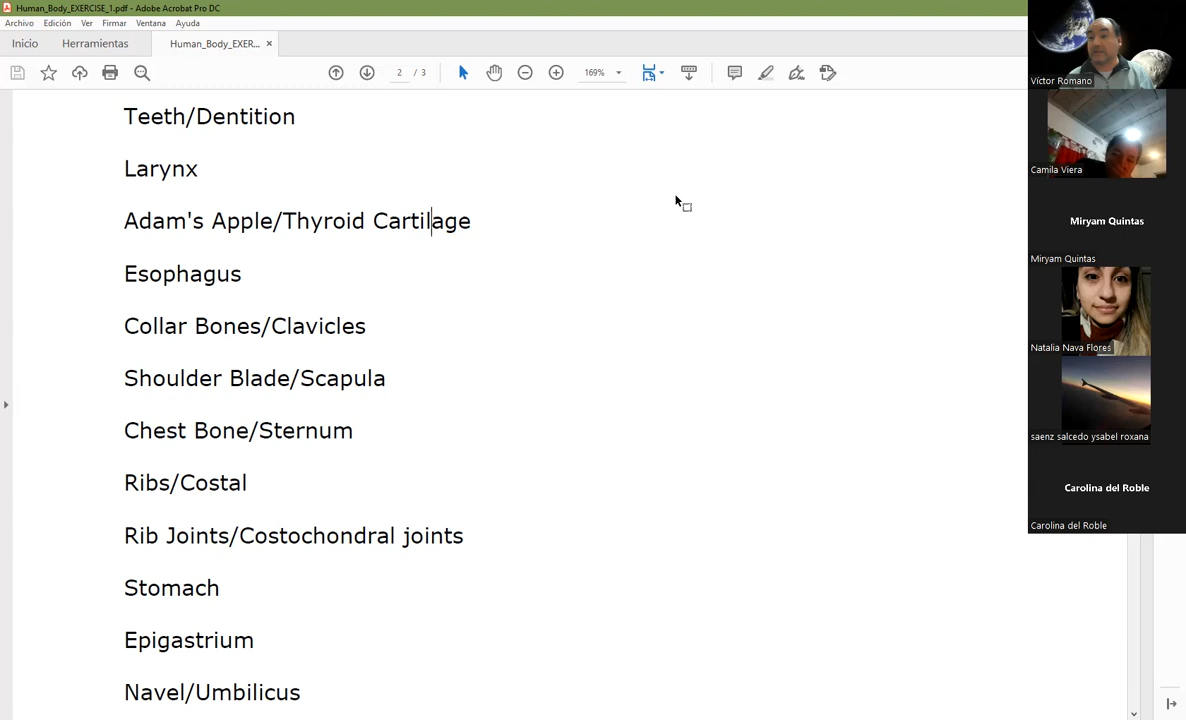 Human_Body_EXERCISE_1.pdf - Adobe Acrobat Pro DC
Archivo Edición Ver Firmar Ventana Ayuda
Inicio Herramientas Human_Body_EXER... ×
2 / 3 169%
Teeth/Dentition
Larynx
Adam's Apple/Thyroid Cartilage
Esophagus
Collar Bones/Clavicles
Shoulder Blade/Scapula
Chest Bone/Sternum
Ribs/Costal
Rib Joints/Costochondral joints
Stomach
Epigastrium
Navel/Umbilicus
Víctor Romano
Camila Viera
Miryam Quintas
Miryam Quintas
Natalia Nava Flores
saenz salcedo ysabel roxana
Carolina del Roble
Carolina del Roble